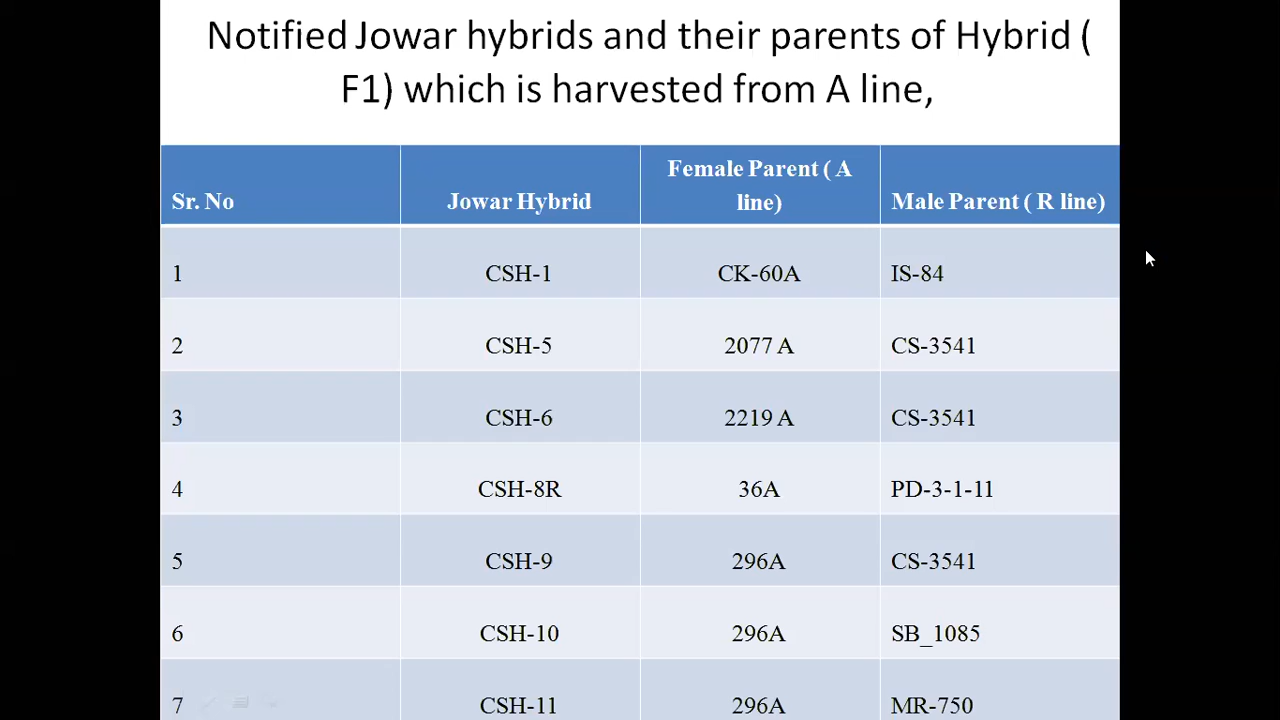 Notified Jowar hybrids and their parents of Hybrid (
F1) which is harvested from A line,
Sr. No Jowar Hybrid Female Parent ( A line) Male Parent ( R line)
1 CSH-1 CK-60A IS-84
2 CSH-5 2077 A CS-3541
3 CSH-6 2219 A CS-3541
4 CSH-8R 36A PD-3-1-11
5 CSH-9 296A CS-3541
6 CSH-10 296A SB_1085
7 CSH-11 296A MR-750